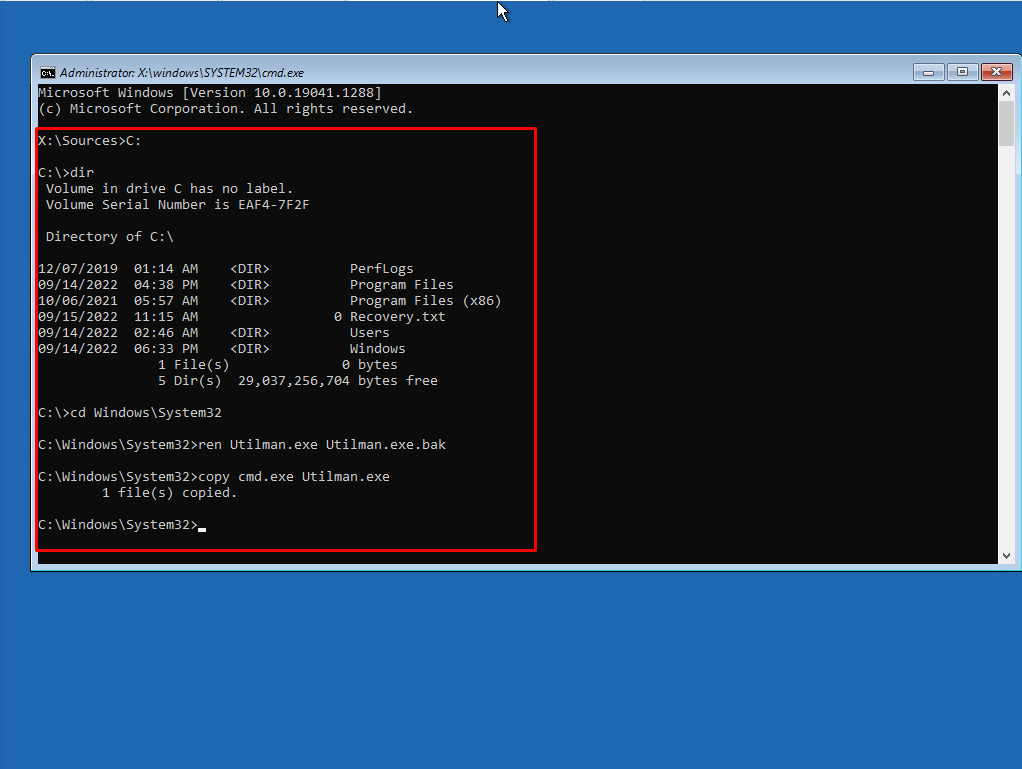 Administrator: X:\windows\SYSTEM32\cmd.exe
Microsoft Windows [Version 10.0.19041.1288]
(c) Microsoft Corporation. All rights reserved.
X:\Sources>C:
C:\>dir
Volume in drive C has no label.
Volume Serial Number is EAF4-7F2F
Directory of C:\
12/07/2019 01:14 AM <DIR> PerfLogs
09/14/2022 04:38 PM <DIR> Program Files
10/06/2021 05:57 AM <DIR> Program Files (x86)
09/15/2022 11:15 AM 0 Recovery.txt
09/14/2022 02:46 AM <DIR> Users
09/14/2022 06:33 PM <DIR> Windows
1 File(s) 0 bytes
5 Dir(s) 29,037,256,704 bytes free
C:\>cd Windows\System32
C:\Windows\System32>ren Utilman.exe Utilman.exe.bak
C:\Windows\System32>copy cmd.exe Utilman.exe
1 file(s) copied.
C:\Windows\System32>